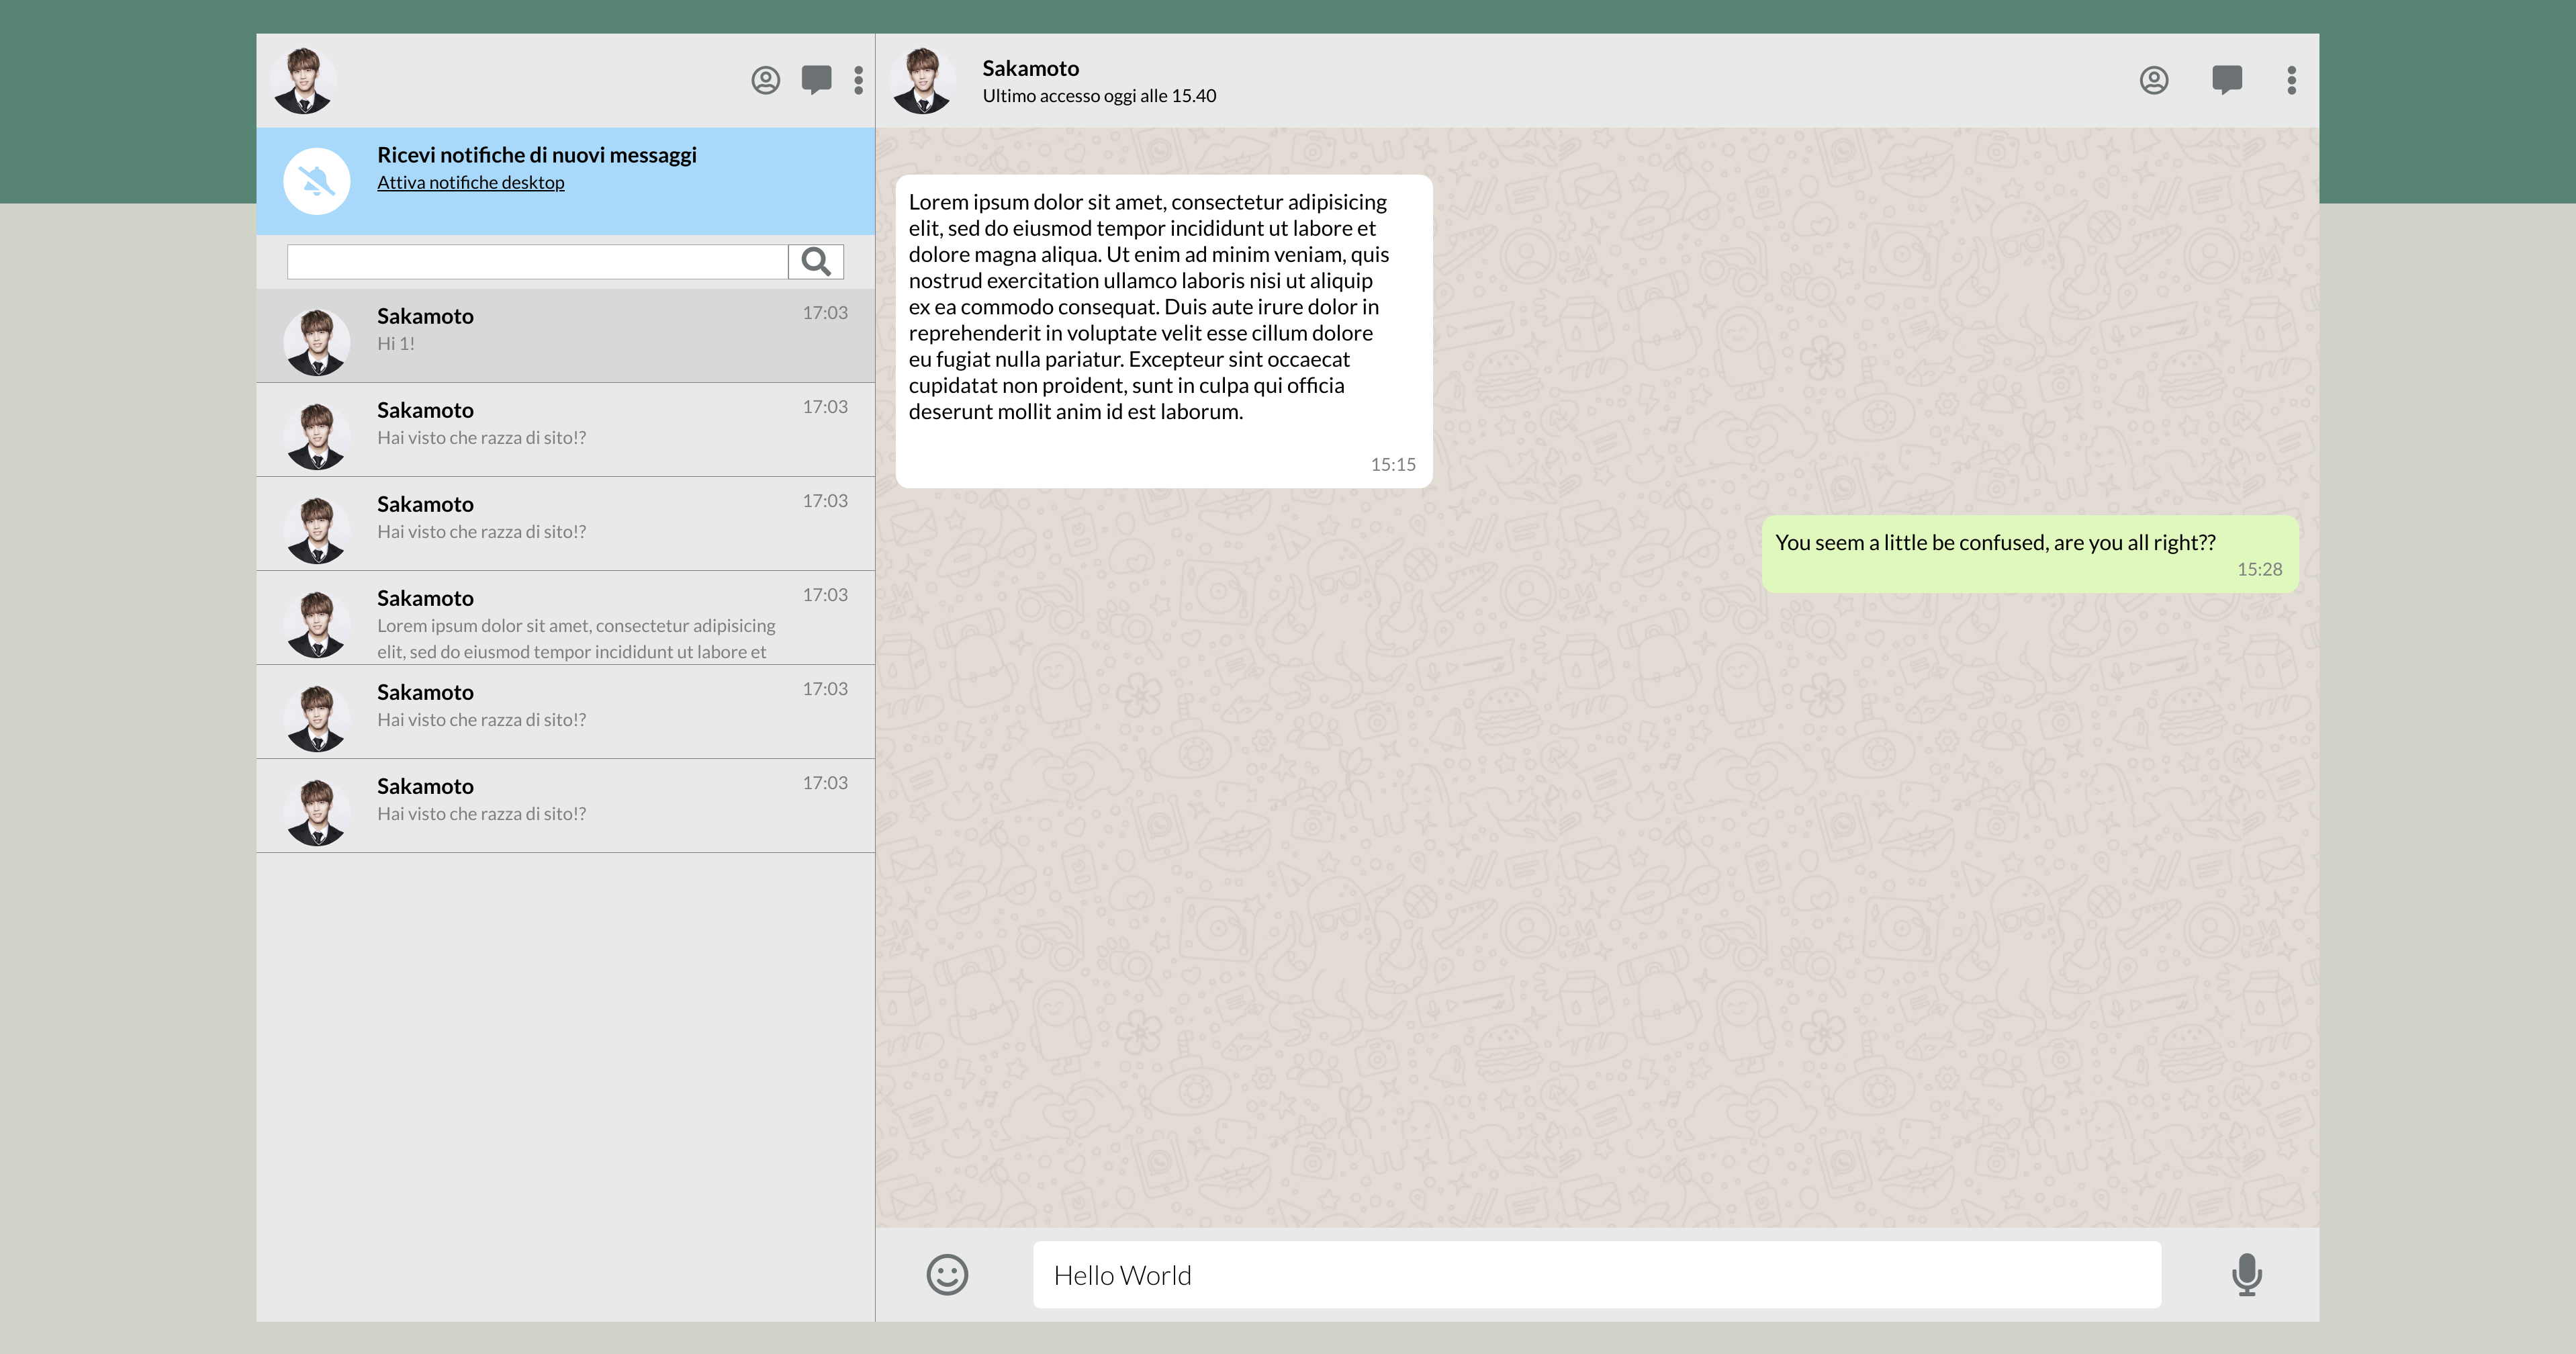 Ricevi notifiche di nuovi messaggi
Attiva notifiche desktop
Sakamoto
17:03
Hi 1!
Sakamoto
17:03
Hai visto che razza di sito!?
Sakamoto
17:03
Hai visto che razza di sito!?
Sakamoto
17:03
Lorem ipsum dolor sit amet, consectetur adipisicing
elit, sed do eiusmod tempor incididunt ut labore et
Sakamoto
17:03
Hai visto che razza di sito!?
Sakamoto
17:03
Hai visto che razza di sito!?
Sakamoto
Ultimo accesso oggi alle 15.40
Lorem ipsum dolor sit amet, consectetur adipisicing
elit, sed do eiusmod tempor incididunt ut labore et
dolore magna aliqua. Ut enim ad minim veniam, quis
nostrud exercitation ullamco laboris nisi ut aliquip
ex ea commodo consequat. Duis aute irure dolor in
reprehenderit in voluptate velit esse cillum dolore
eu fugiat nulla pariatur. Excepteur sint occaecat
cupidatat non proident, sunt in culpa qui officia
deserunt mollit anim id est laborum.
15:15
You seem a little be confused, are you all right??
15:28
Hello World